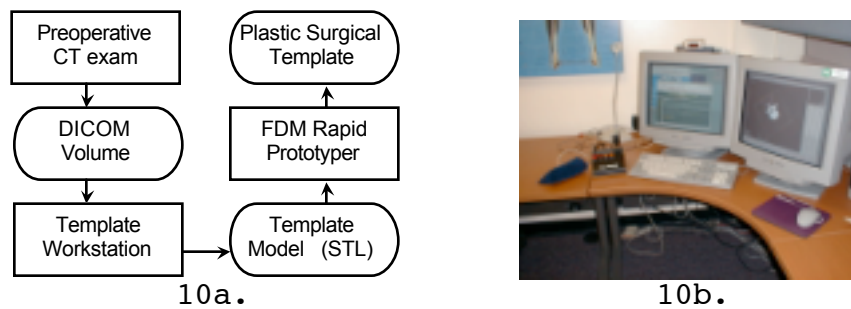 Preoperative
CT exam
DICOM
Volume
Template
Workstation
Template
Model (STL)
FDM Rapid
Prototyper
Plastic Surgical
Template
10a.
10b.